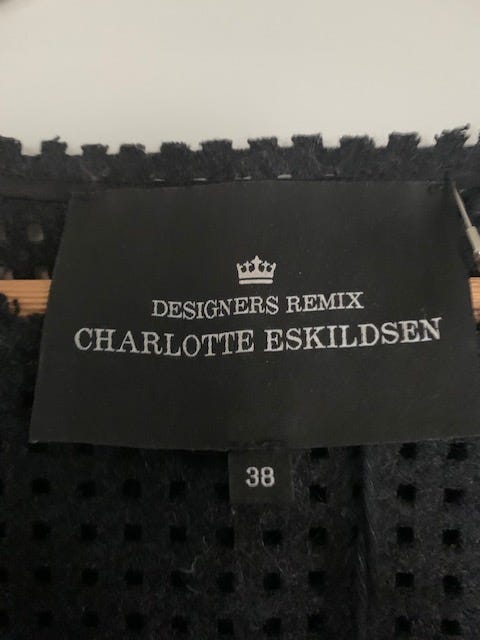 DESIGNERS REMIX
CHARLOTTE ESKILDSEN
38